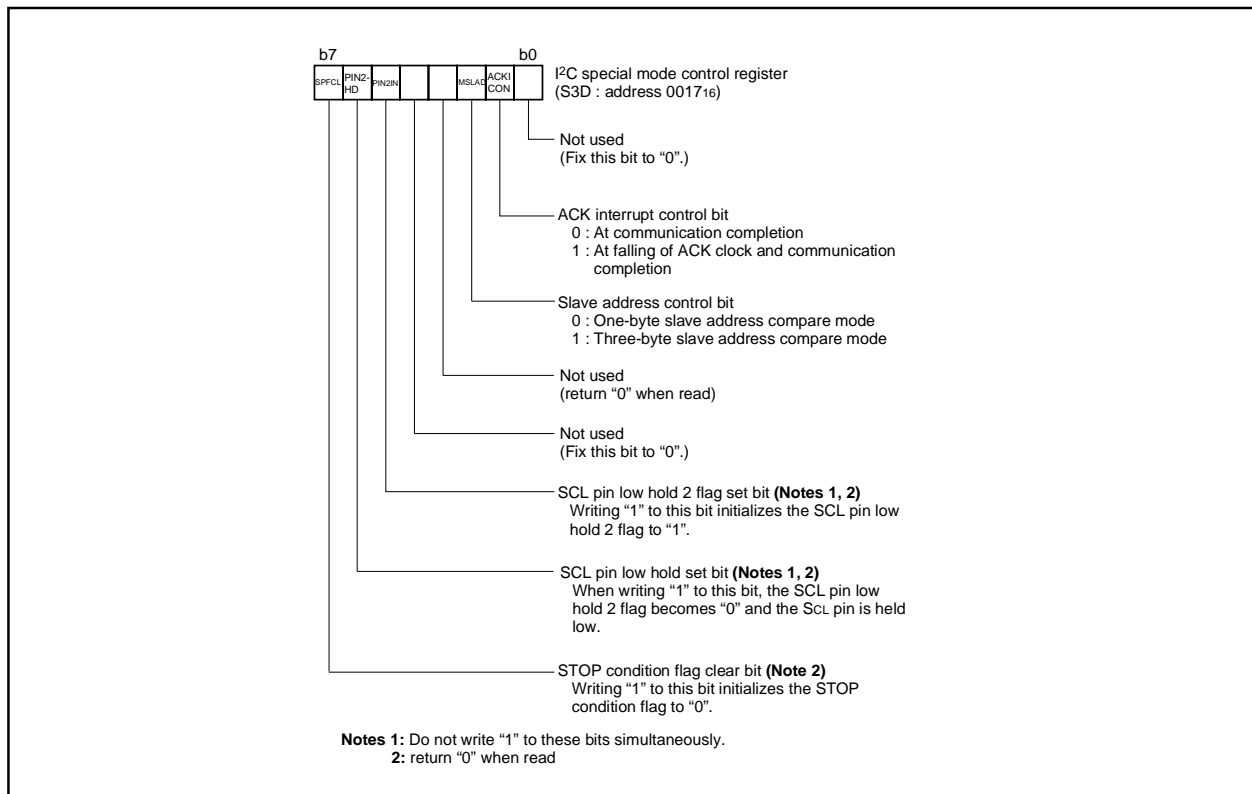 b7 b0
SPFCL PIN2-HD PIN2IN MSLAD ACKI CON
I2C special mode control register
(S3D : address 001716)
Not used
(Fix this bit to “0”.)
ACK interrupt control bit
0 : At communication completion
1 : At falling of ACK clock and communication
completion
Slave address control bit
0 : One-byte slave address compare mode
1 : Three-byte slave address compare mode
Not used
(return “0” when read)
Not used
(Fix this bit to “0”.)
SCL pin low hold 2 flag set bit (Notes 1, 2)
Writing “1” to this bit initializes the SCL pin low
hold 2 flag to “1”.
SCL pin low hold set bit (Notes 1, 2)
When writing “1” to this bit, the SCL pin low
hold 2 flag becomes “0” and the SCL pin is held
low.
STOP condition flag clear bit (Note 2)
Writing “1” to this bit initializes the STOP
condition flag to “0”.
Notes 1: Do not write “1” to these bits simultaneously.
2: return “0” when read